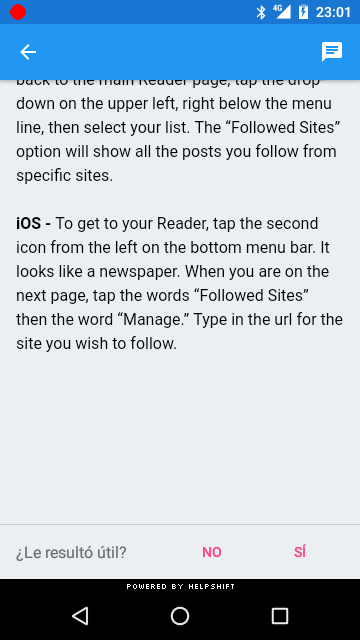 4G 23:01
back to the main Reader page, tap the drop-
down on the upper left, right below the menu
line, then select your list. The “Followed Sites”
option will show all the posts you follow from
specific sites.
iOS - To get to your Reader, tap the second
icon from the left on the bottom menu bar. It
looks like a newspaper. When you are on the
next page, tap the words “Followed Sites”
then the word “Manage.” Type in the url for the
site you wish to follow.
¿Le resultó útil? NO SÍ
POWERED BY HELPSHIFT